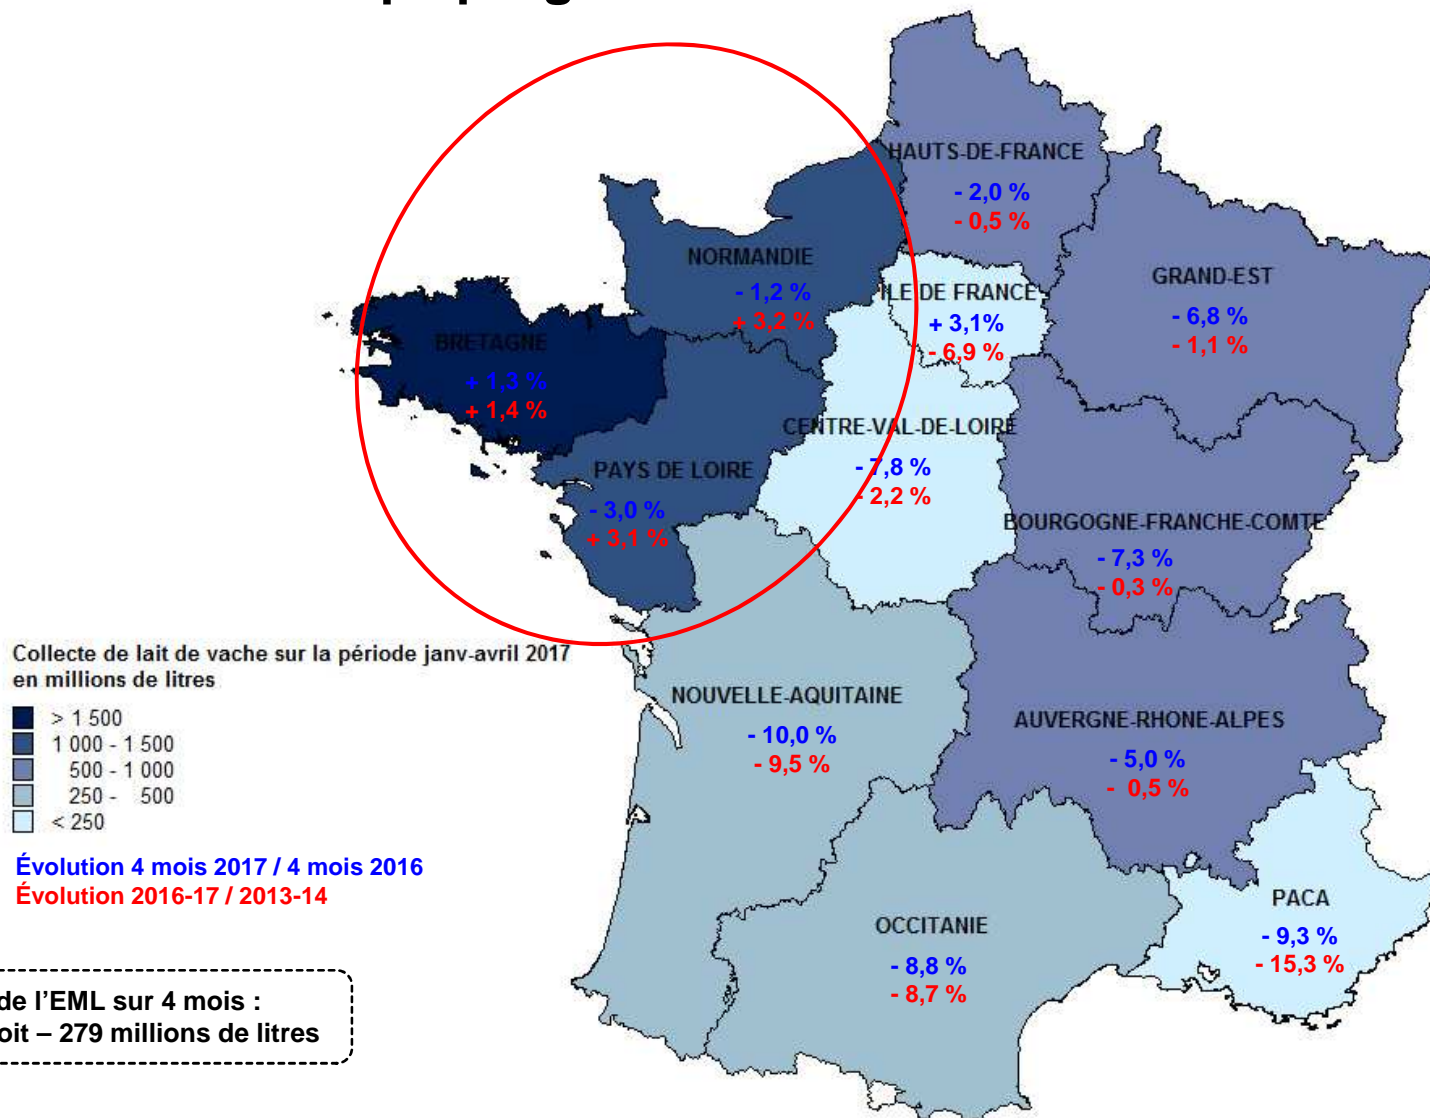 HAUTS-DE-FRANCE
- 2,0 %
- 0,5 %
NORMANDIE
- 1,2 %
+ 3,2 %
ILE DE FRANCE
+ 3,1%
- 6,9 %
GRAND-EST
- 6,8 %
- 1,1 %
BRETAGNE
+ 1,3 %
+ 1,4 %
CENTRE-VAL-DE-LOIRE
- 7,8 %
- 2,2 %
PAYS DE LOIRE
- 3,0 %
+ 3,1 %
BOURGOGNE-FRANCHE-COMTE
- 7,3 %
- 0,3 %
Collecte de lait de vache sur la période janv-avril 2017
en millions de litres
> 1 500
1 000 - 1 500
500 - 1 000
250 - 500
< 250
Évolution 4 mois 2017 / 4 mois 2016
Évolution 2016-17 / 2013-14
NOUVELLE-AQUITAINE
- 10,0 %
- 9,5 %
AUVERGNE-RHONE-ALPES
- 5,0 %
- 0,5 %
PACA
- 9,3 %
- 15,3 %
OCCITANIE
- 8,8 %
- 8,7 %
de l'EML sur 4 mois :
oit – 279 millions de litres